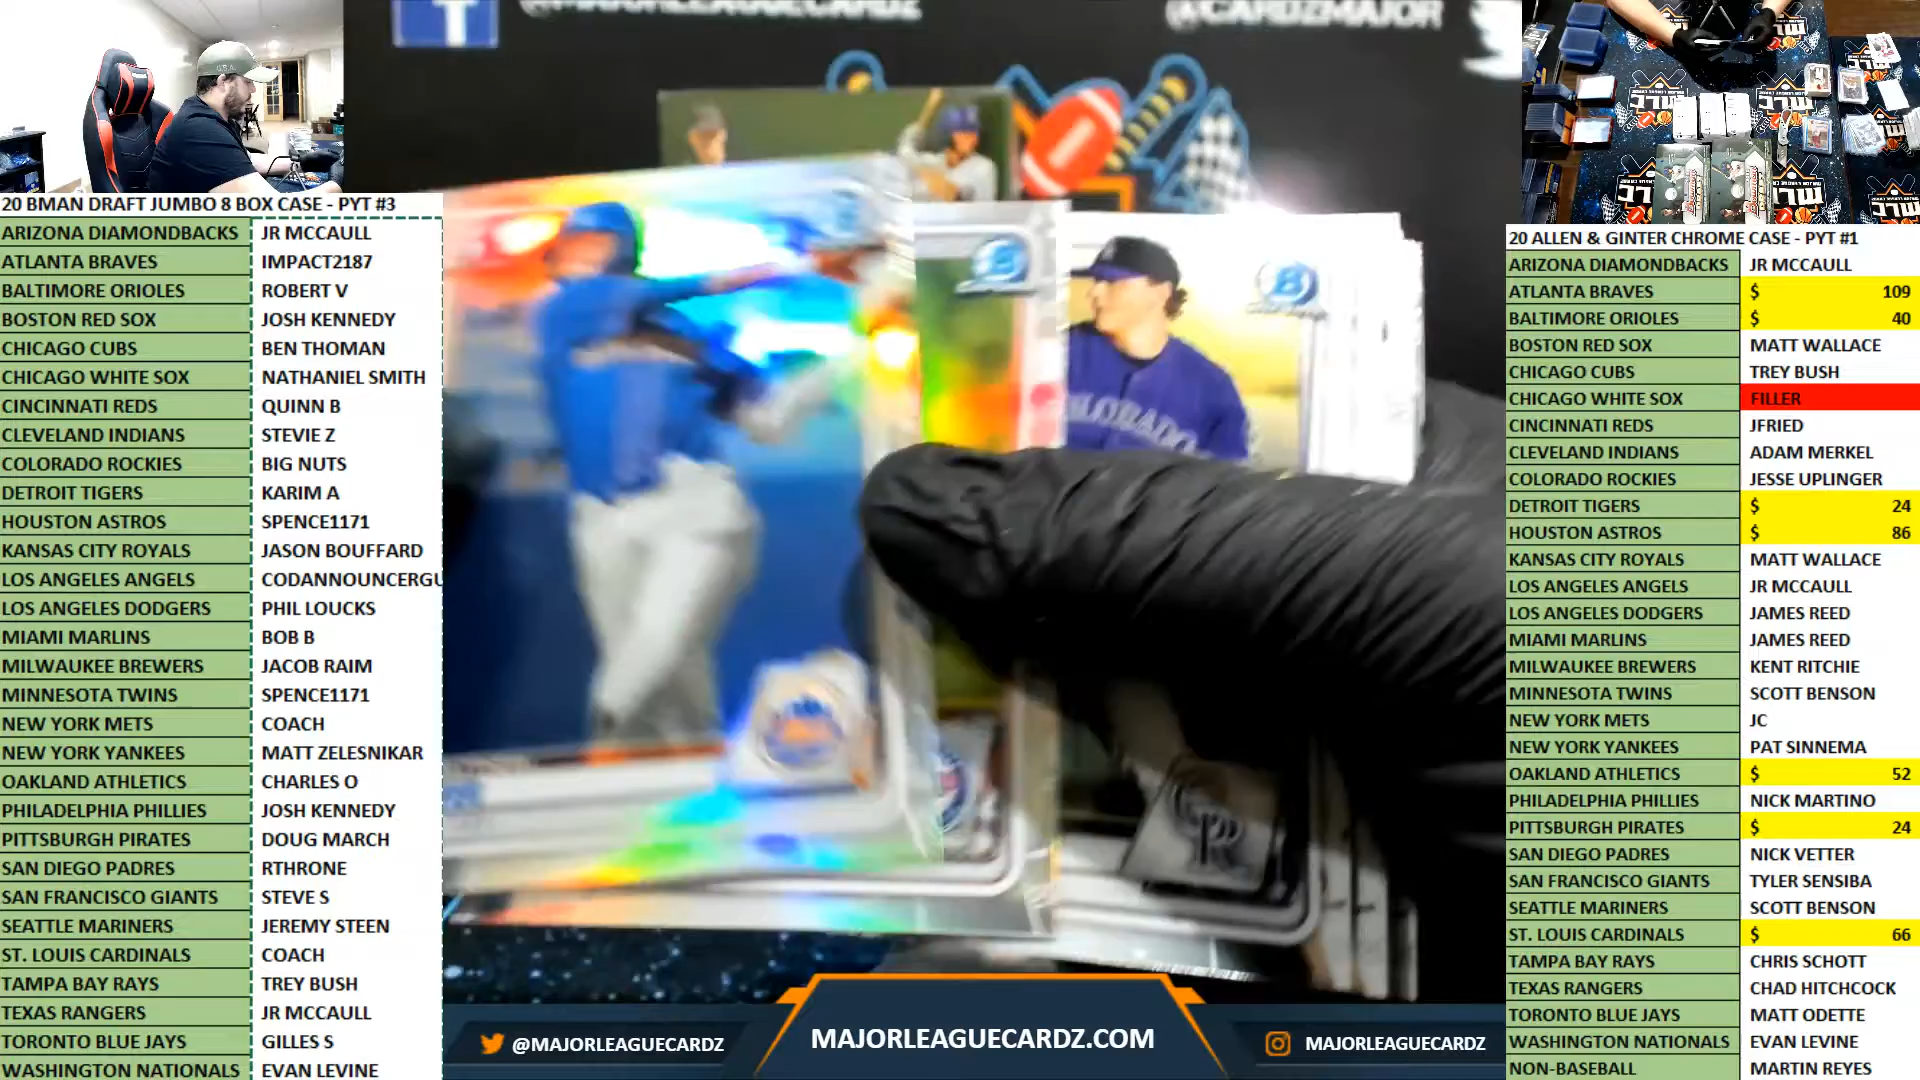 @MAJORLEAGUECARDZ
@CARDZMAJOR
20 BMAN DRAFT JUMBO 8 BOX CASE - PYT #3
ARIZONA DIAMONDBACKS JR MCCAULL
ATLANTA BRAVES IMPACT2187
BALTIMORE ORIOLES ROBERT V
BOSTON RED SOX JOSH KENNEDY
CHICAGO CUBS BEN THOMAN
CHICAGO WHITE SOX NATHANIEL SMITH
CINCINNATI REDS QUINN B
CLEVELAND INDIANS STEVIE Z
COLORADO ROCKIES BIG NUTS
DETROIT TIGERS KARIM A
HOUSTON ASTROS SPENCE1171
KANSAS CITY ROYALS JASON BOUFFARD
LOS ANGELES ANGELS CODANNOUNCERGU
LOS ANGELES DODGERS PHIL LOUCKS
MIAMI MARLINS BOB B
MILWAUKEE BREWERS JACOB RAIM
MINNESOTA TWINS SPENCE1171
NEW YORK METS COACH
NEW YORK YANKEES MATT ZELESNIKAR
OAKLAND ATHLETICS CHARLES O
PHILADELPHIA PHILLIES JOSH KENNEDY
PITTSBURGH PIRATES DOUG MARCH
SAN DIEGO PADRES RTHRONE
SAN FRANCISCO GIANTS STEVE S
SEATTLE MARINERS JEREMY STEEN
ST. LOUIS CARDINALS COACH
TAMPA BAY RAYS TREY BUSH
TEXAS RANGERS JR MCCAULL
TORONTO BLUE JAYS GILLES S
WASHINGTON NATIONALS EVAN LEVINE
COLORADO
@MAJORLEAGUECARDZ
MAJORLEAGUECARDZ.COM
MAJORLEAGUECARDZ
20 ALLEN & GINTER CHROME CASE - PYT #1
ARIZONA DIAMONDBACKS JR MCCAULL
ATLANTA BRAVES $ 109
BALTIMORE ORIOLES $ 40
BOSTON RED SOX MATT WALLACE
CHICAGO CUBS TREY BUSH
CHICAGO WHITE SOX FILLER
CINCINNATI REDS JFRIED
CLEVELAND INDIANS ADAM MERKEL
COLORADO ROCKIES JESSE UPLINGER
DETROIT TIGERS $ 24
HOUSTON ASTROS $ 86
KANSAS CITY ROYALS MATT WALLACE
LOS ANGELES ANGELS JR MCCAULL
LOS ANGELES DODGERS JAMES REED
MIAMI MARLINS JAMES REED
MILWAUKEE BREWERS KENT RITCHIE
MINNESOTA TWINS SCOTT BENSON
NEW YORK METS JC
NEW YORK YANKEES PAT SINNEMA
OAKLAND ATHLETICS $ 52
PHILADELPHIA PHILLIES NICK MARTINO
PITTSBURGH PIRATES $ 24
SAN DIEGO PADRES NICK VETTER
SAN FRANCISCO GIANTS TYLER SENSIBA
SEATTLE MARINERS SCOTT BENSON
ST. LOUIS CARDINALS $ 66
TAMPA BAY RAYS CHRIS SCHOTT
TEXAS RANGERS CHAD HITCHCOCK
TORONTO BLUE JAYS MATT ODETTE
WASHINGTON NATIONALS EVAN LEVINE
NON-BASEBALL MARTIN REYES